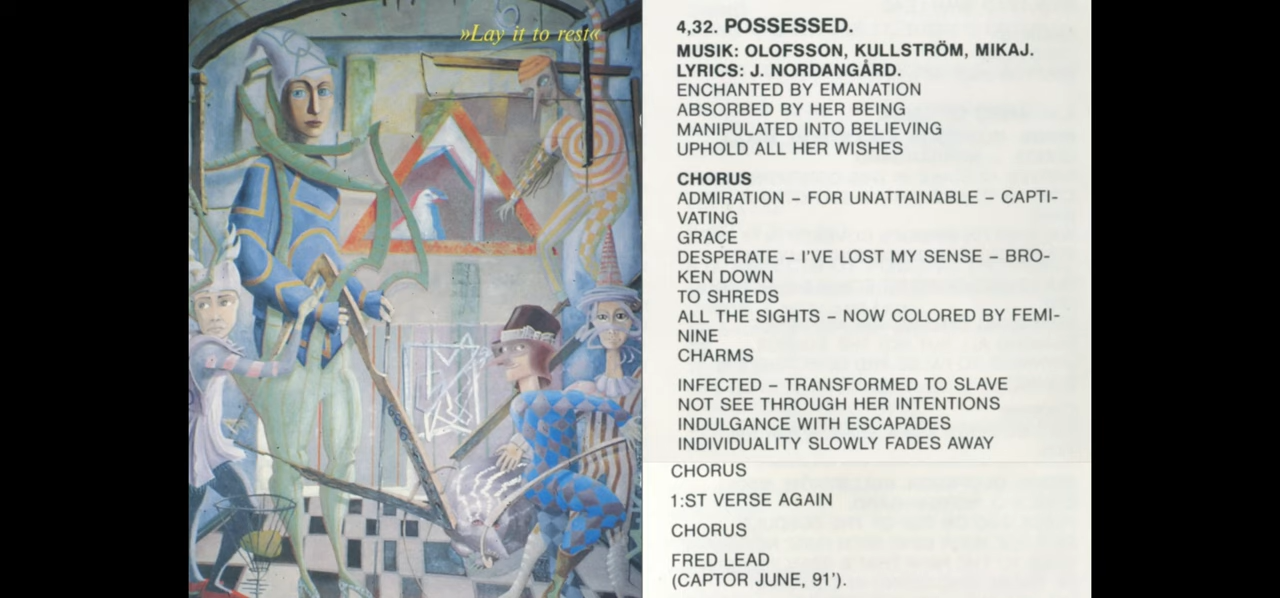 »Lay it to rest«
4,32. POSSESSED.
MUSIK: OLOFSSON, KULLSTRÖM, MIKAJ.
LYRICS: J. NORDANGÅRD.
ENCHANTED BY EMANATION
ABSORBED BY HER BEING
MANIPULATED INTO BELIEVING
UPHOLD ALL HER WISHES
CHORUS
ADMIRATION – FOR UNATTAINABLE – CAPTI-
VATING
GRACE
DESPERATE – I'VE LOST MY SENSE – BRO-
KEN DOWN
TO SHREDS
ALL THE SIGHTS – NOW COLORED BY FEMI-
NINE
CHARMS
INFECTED – TRANSFORMED TO SLAVE
NOT SEE THROUGH HER INTENTIONS
INDULGANCE WITH ESCAPADES
INDIVIDUALITY SLOWLY FADES AWAY
CHORUS
1:ST VERSE AGAIN
CHORUS
FRED LEAD
(CAPTOR JUNE, 91').